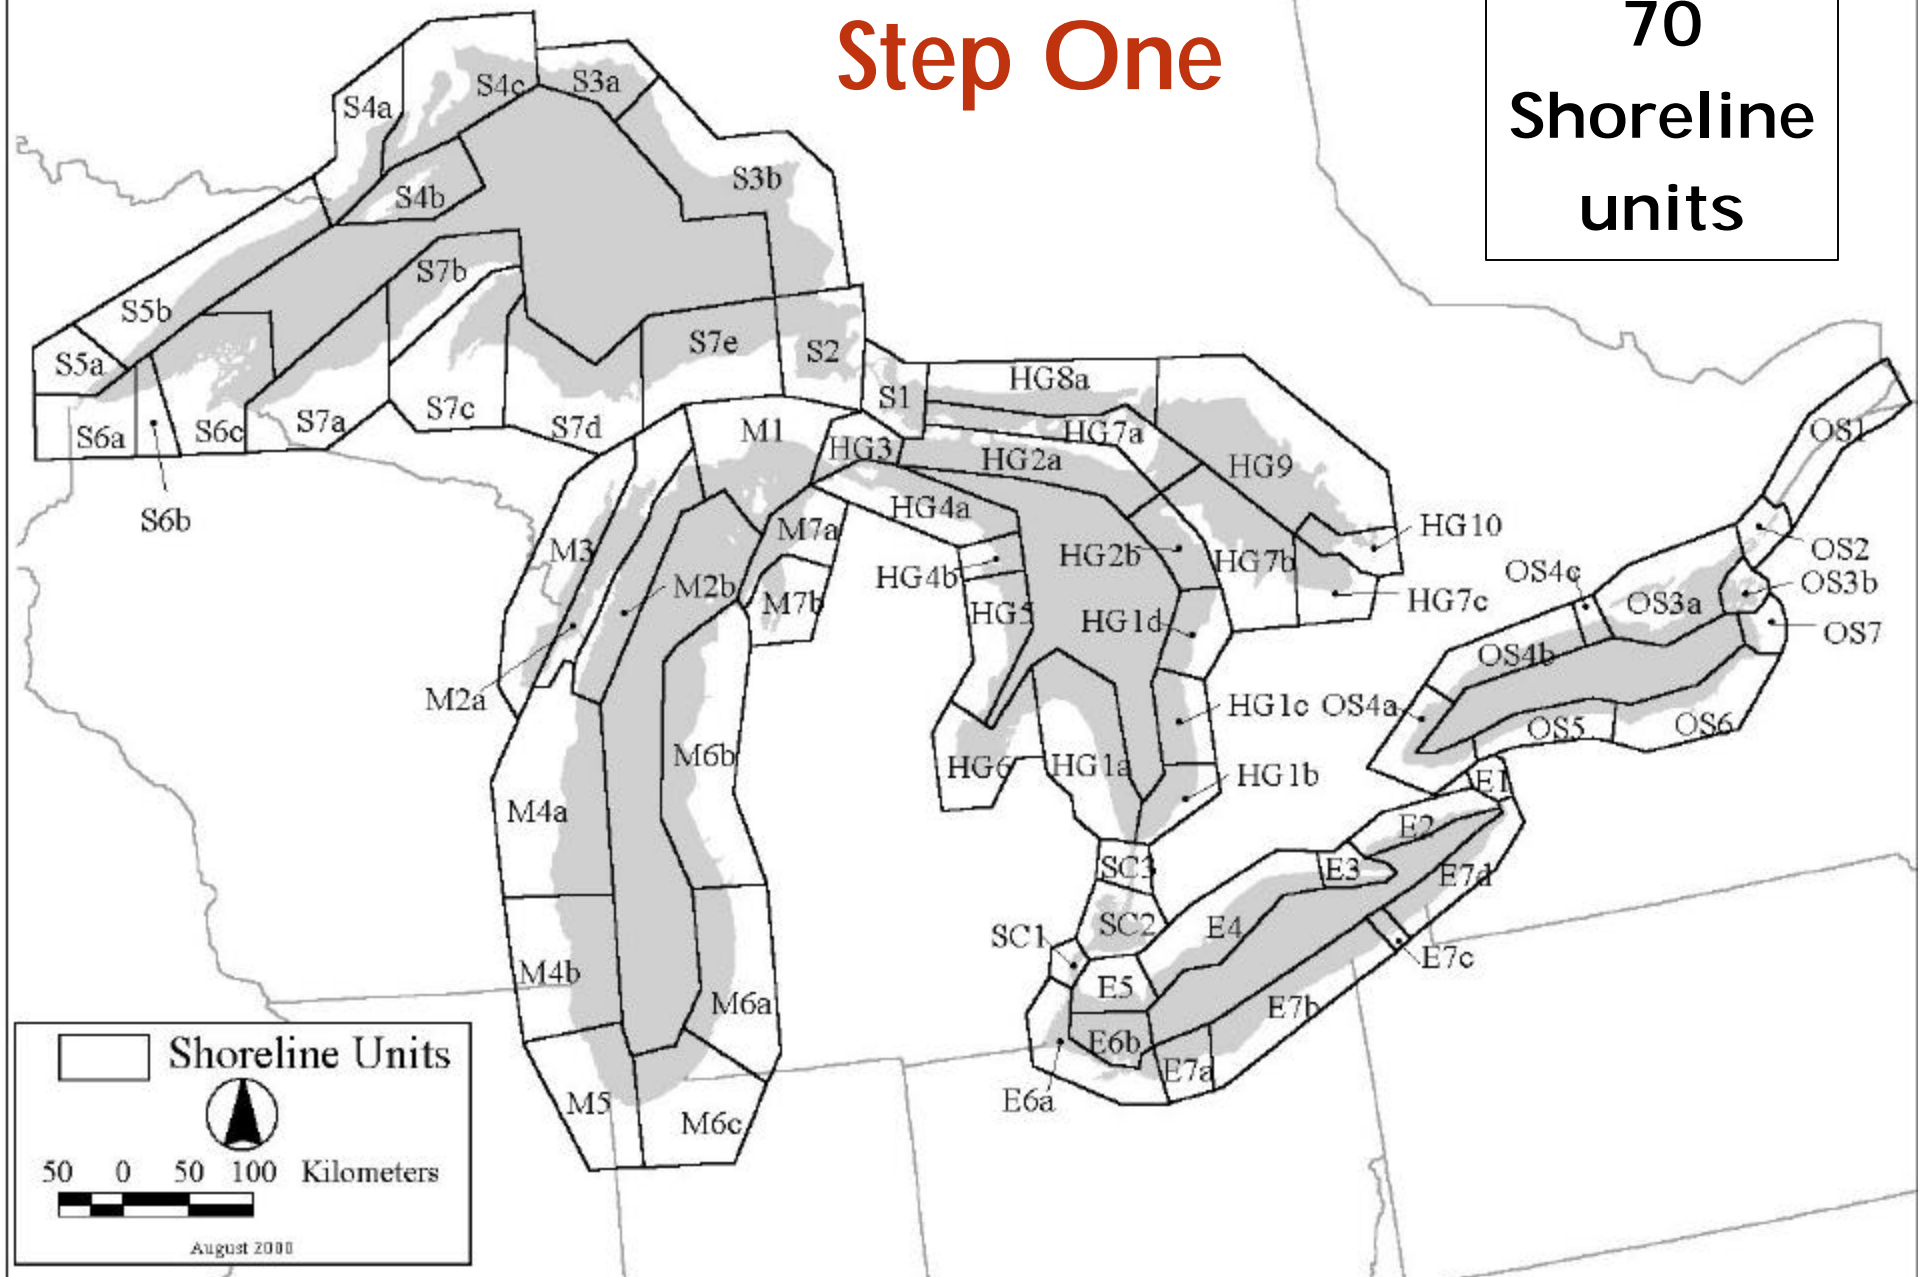 Step One
70
Shoreline
units
S4a
S4c
S3a
S3b
S4b
S5b
S7b
S5a
S7e
S2
S1
HG8a
S6a
S6c
S7a
S7c
S7d
M1
HG3
HG7a
HG2a
HG9
OS1
S6b
HG4a
HG10
M3
M7a
HG4b
HG2b
HG7b
OS2
OS4c
OS3b
M2b
M7b
HG5
HG1d
HG7c
OS3a
OS7
OS4b
M2a
HG1c
OS4a
M6b
HG6
HG1a
HG1b
OS5
OS6
E1
M4a
E2
SC3
E3
E7d
SC1
SC2
E4
E7c
M4b
E5
M6a
E7b
E6b
E7a
E6a
M5
M6c
Shoreline Units
50 0 50 100 Kilometers
August 2000